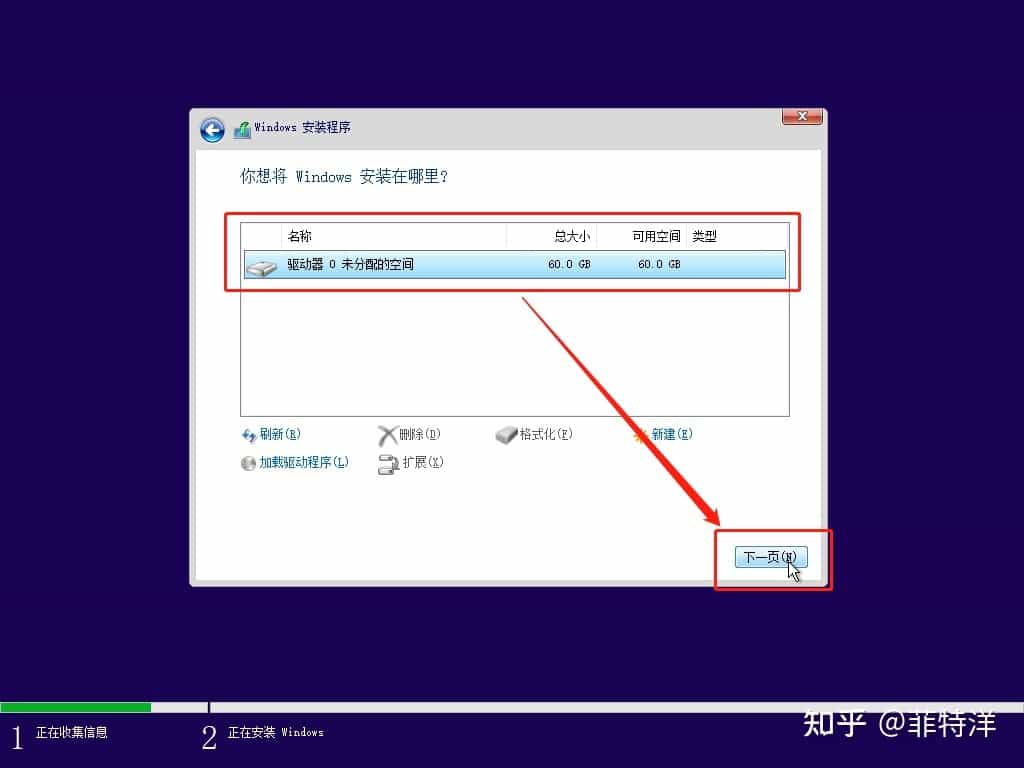 Windows 安装程序
你想将 Windows 安装在哪里?
名称 总大小 可用空间 类型
驱动器 0 未分配的空间 60.0 GB 60.0 GB
刷新(R) 删除(D) 格式化(F) 新建(E)
加载驱动程序(L) 扩展(X)
下一页(N)
1 正在收集信息 2 正在安装 Windows
知乎 @菲特洋